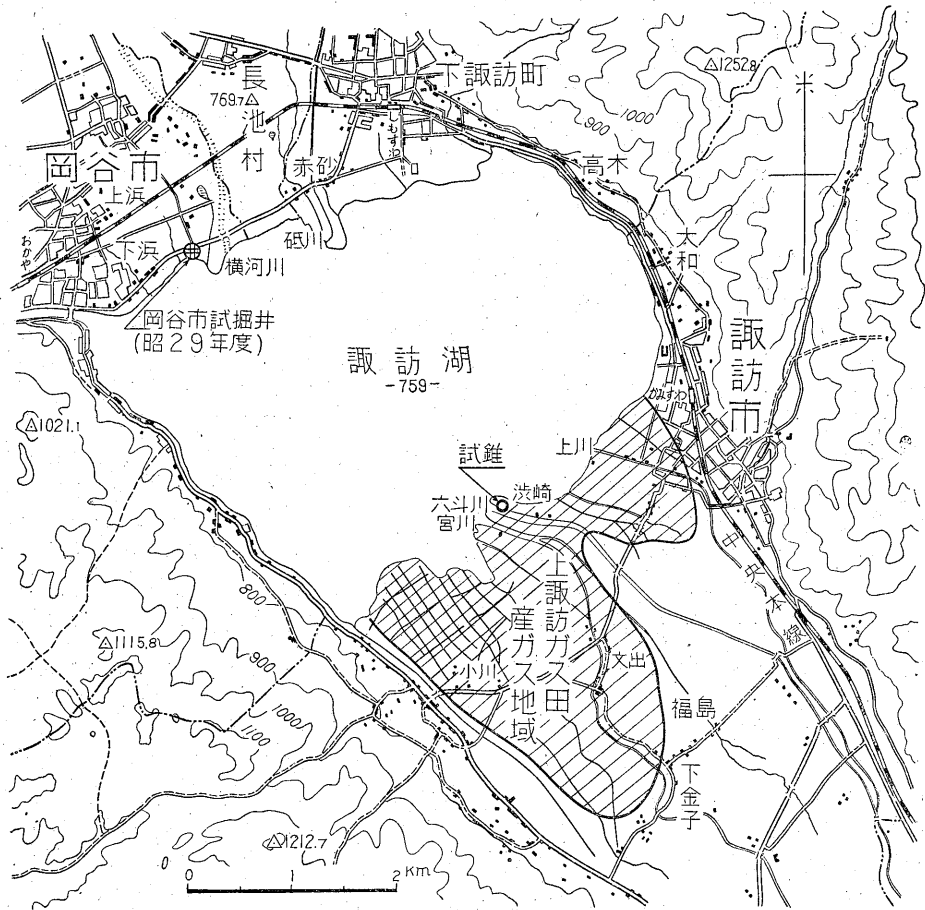 長池村
769.7△
下諏訪町
△1252.8
1000
900
岡谷市
上浜
下浜
おかや
赤砂
しもすわ
砥川
横河川
高木
大和
岡谷市試掘井
(昭29年度)
諏訪湖
-759-
諏訪市
かみすわ
△1021.1
試錐
上川
渋崎
六斗川
宮川
上諏訪ガス田
産ガス地域
中央本線
800
文出
小川
福島
△1115.8
900
1000
1100
下金子
△1212.7
0 1 2 Km